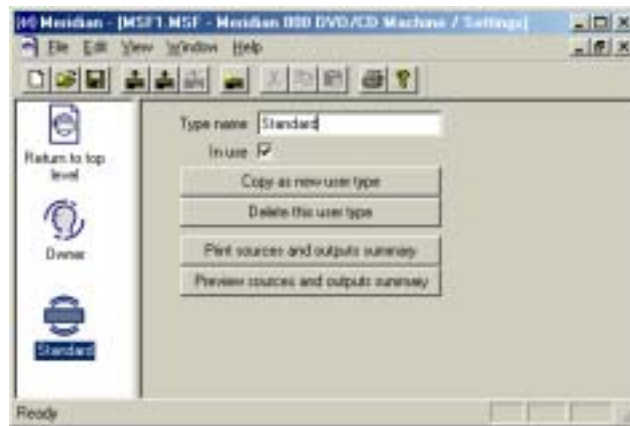 Meridian - [MSF1.MSF - Meridian 800 DVD/CD Machine / Settings]
File Edit View Window Help
Return to top level
Owner
Standard
Type name Standard
In use
Copy as new user type
Delete this user type
Print sources and outputs summary
Preview sources and outputs summary
Ready